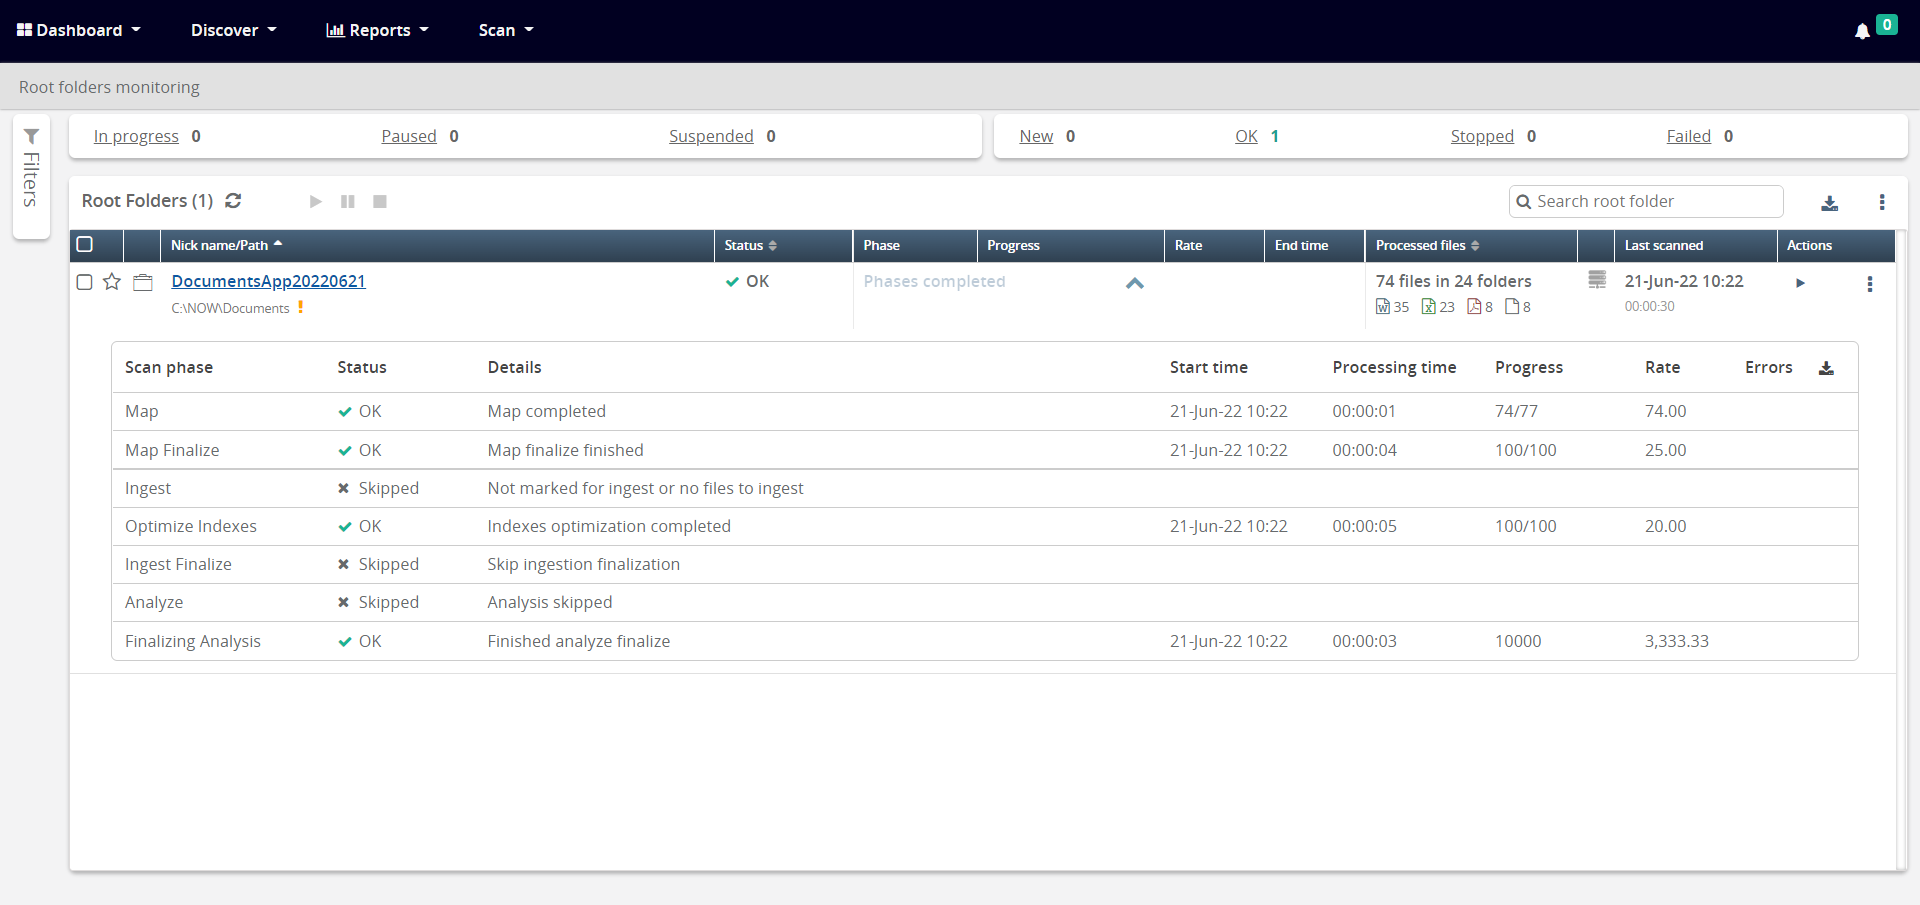 Dashboard Discover Reports Scan 0
Root folders monitoring
Filters
In progress 0 Paused 0 Suspended 0 New 0 OK 1 Stopped 0 Failed 0
Root Folders (1) Search root folder
Nick name/Path Status Phase Progress Rate End time Processed files Last scanned Actions
DocumentsApp20220621 OK Phases completed 74 files in 24 folders 21-Jun-22 10:22
C:\NOW\Documents ! 35 23 8 8 00:00:30
Scan phase Status Details Start time Processing time Progress Rate Errors
Map OK Map completed 21-Jun-22 10:22 00:00:01 74/77 74.00
Map Finalize OK Map finalize finished 21-Jun-22 10:22 00:00:04 100/100 25.00
Ingest Skipped Not marked for ingest or no files to ingest
Optimize Indexes OK Indexes optimization completed 21-Jun-22 10:22 00:00:05 100/100 20.00
Ingest Finalize Skipped Skip ingestion finalization
Analyze Skipped Analysis skipped
Finalizing Analysis OK Finished analyze finalize 21-Jun-22 10:22 00:00:03 10000 3,333.33